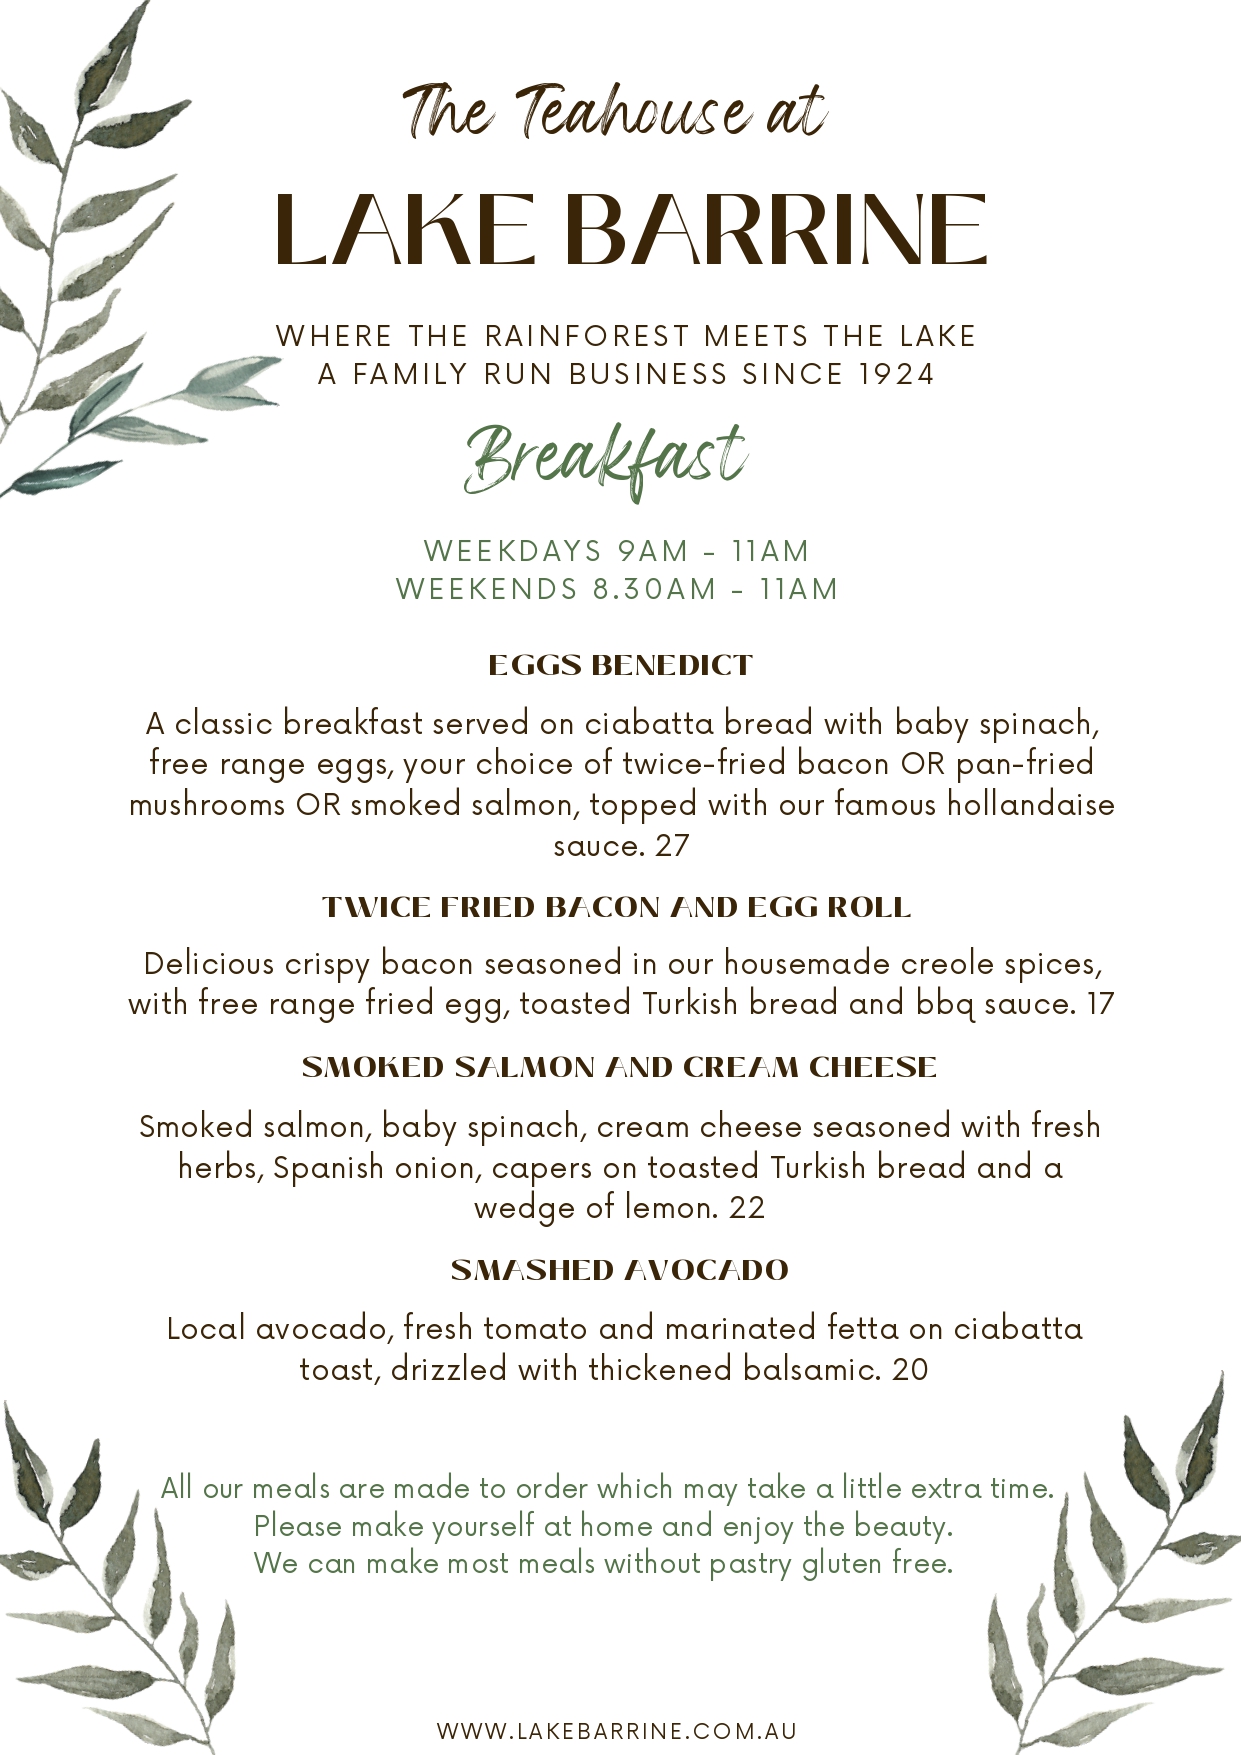 The Teahouse at
LAKE BARRINE
WHERE THE RAINFOREST MEETS THE LAKE
A FAMILY RUN BUSINESS SINCE 1924
Breakfast
WEEKDAYS 9AM - 11AM
WEEKENDS 8.30AM - 11AM
EGGS BENEDICT
A classic breakfast served on ciabatta bread with baby spinach,
free range eggs, your choice of twice-fried bacon OR pan-fried
mushrooms OR smoked salmon, topped with our famous hollandaise
sauce. 27
TWICE FRIED BACON AND EGG ROLL
Delicious crispy bacon seasoned in our housemade creole spices,
with free range fried egg, toasted Turkish bread and bbq sauce. 17
SMOKED SALMON AND CREAM CHEESE
Smoked salmon, baby spinach, cream cheese seasoned with fresh
herbs, Spanish onion, capers on toasted Turkish bread and a
wedge of lemon. 22
SMASHED AVOCADO
Local avocado, fresh tomato and marinated fetta on ciabatta
toast, drizzled with thickened balsamic. 20
All our meals are made to order which may take a little extra time.
Please make yourself at home and enjoy the beauty.
We can make most meals without pastry gluten free.
WWW.LAKEBARRINE.COM.AU